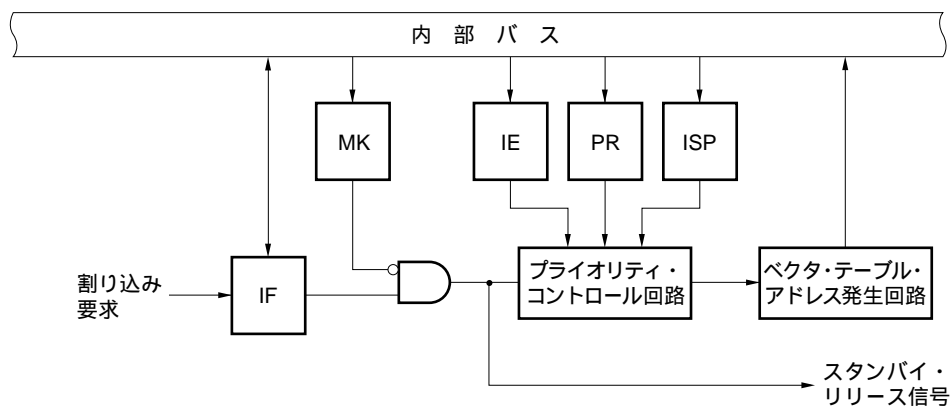 内 部 バ ス
MK
IE
PR
ISP
割り込み
要求
IF
プライオリティ・
コントロール回路
ベクタ・テーブル・
アドレス発生回路
スタンバイ・
リリース信号